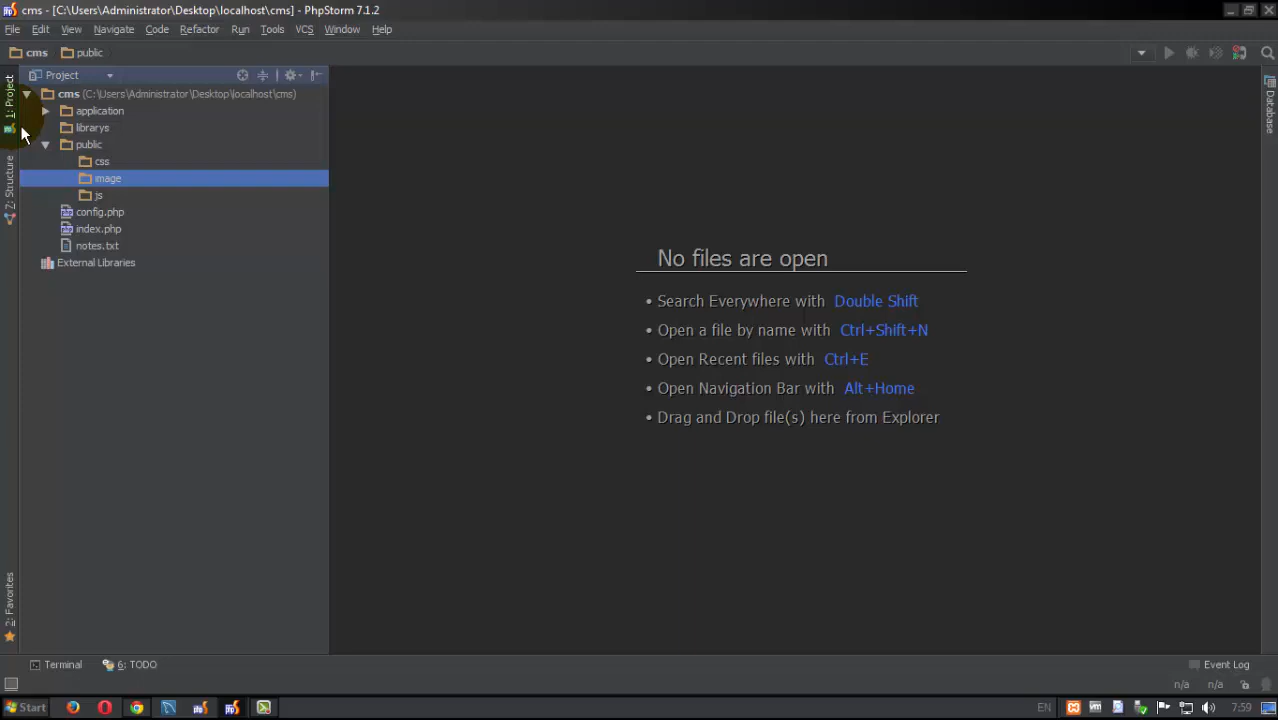 cms - [C:\Users\Administrator\Desktop\localhost\cms] - PhpStorm 7.1.2
File Edit View Navigate Code Refactor Run Tools VCS Window Help
cms public
Project
cms (C:\Users\Administrator\Desktop\localhost\cms)
application
librarys
public
css
image
js
config.php
index.php
notes.txt
External Libraries
1: Project
7: Structure
2: Favorites
Database
No files are open
• Search Everywhere with Double Shift
• Open a file by name with Ctrl+Shift+N
• Open Recent files with Ctrl+E
• Open Navigation Bar with Alt+Home
• Drag and Drop file(s) here from Explorer
Terminal 6: TODO Event Log
n/a n/a
Start EN 7:59